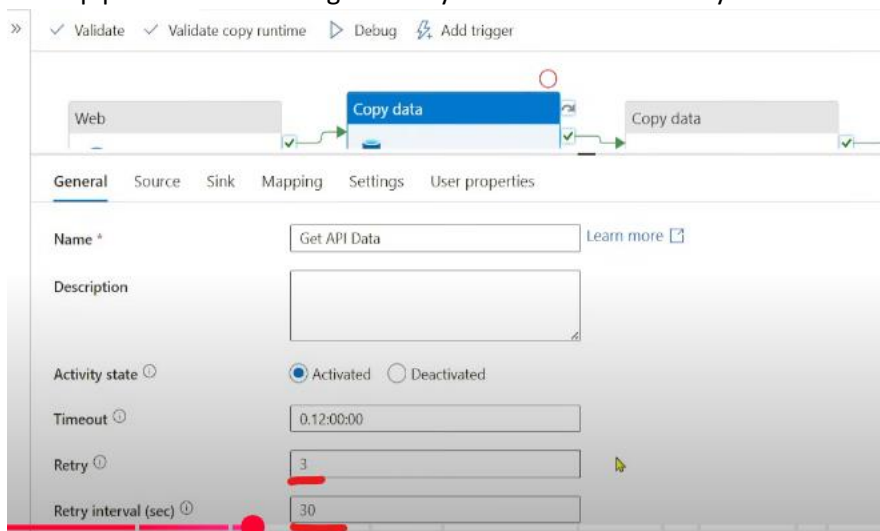 » Validate Validate copy runtime Debug Add trigger
Web
Copy data
Copy data
General Source Sink Mapping Settings User properties
Name * Get API Data Learn more
Description
Activity state Activated Deactivated
Timeout 0.12:00:00
Retry 3
Retry interval (sec) 30